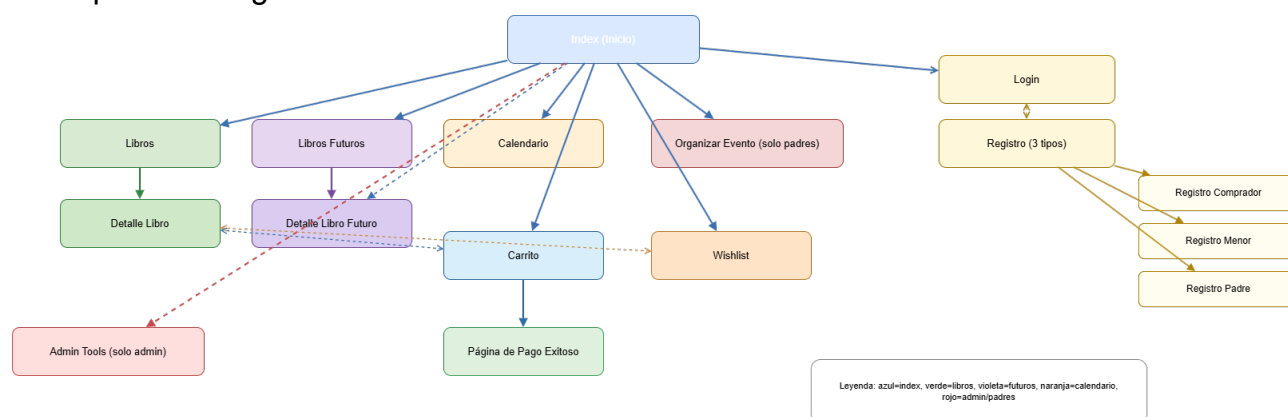 Index (Inicio)
Login
Libros
Libros Futuros
Calendario
Organizar Evento (solo padres)
Registro (3 tipos)
Registro Comprador
Detalle Libro
Detalle Libro Futuro
Registro Menor
Carrito
Wishlist
Registro Padre
Admin Tools (solo admin)
Página de Pago Exitoso
Leyenda: azul=index, verde=libros, violeta=futuros, naranja=calendario,
rojo=admin/padres